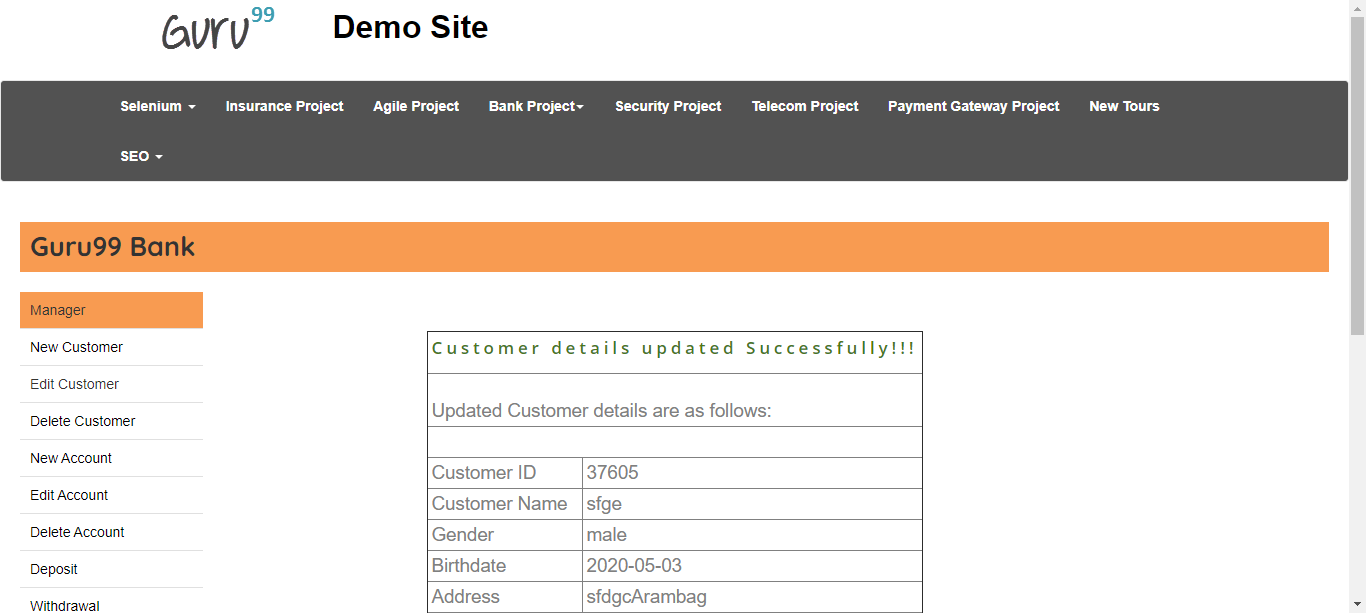 Guru99 Demo Site
Selenium Insurance Project Agile Project Bank Project Security Project Telecom Project Payment Gateway Project New Tours
SEO
Guru99 Bank
Manager
New Customer
Edit Customer
Delete Customer
New Account
Edit Account
Delete Account
Deposit
Withdrawal
Customer details updated Successfully!!!
Updated Customer details are as follows:
Customer ID 37605
Customer Name sfge
Gender male
Birthdate 2020-05-03
Address sfdgcArambag